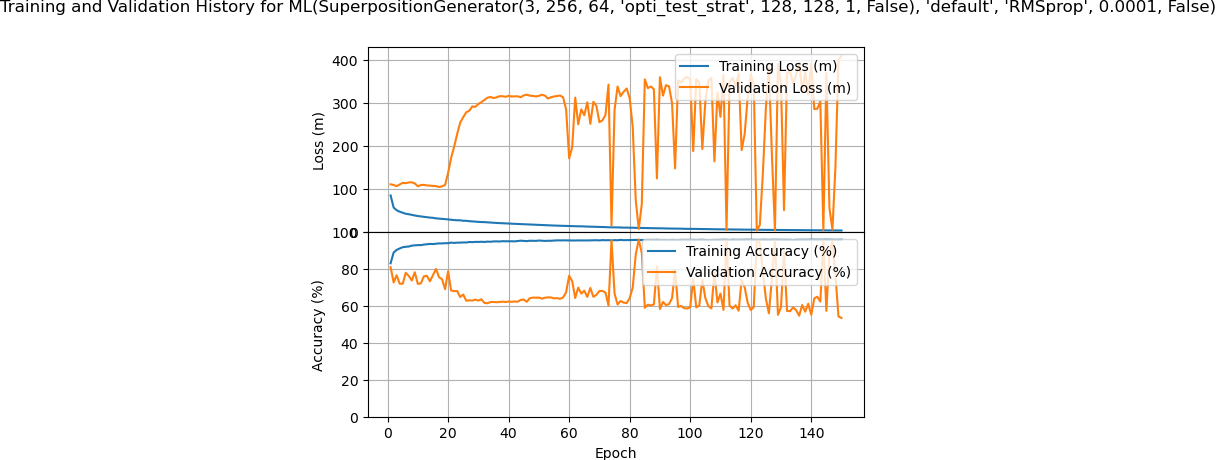 Training and Validation History for ML(SuperpositionGenerator(3, 256, 64, 'opti_test_strat', 128, 128, 1, False), 'default', 'RMSprop', 0.0001, False)
400
300
200
100
0
Loss (m)
Training Loss (m)
Validation Loss (m)
100
80
60
40
20
0
Accuracy (%)
Training Accuracy (%)
Validation Accuracy (%)
0 20 40 60 80 100 120 140
Epoch